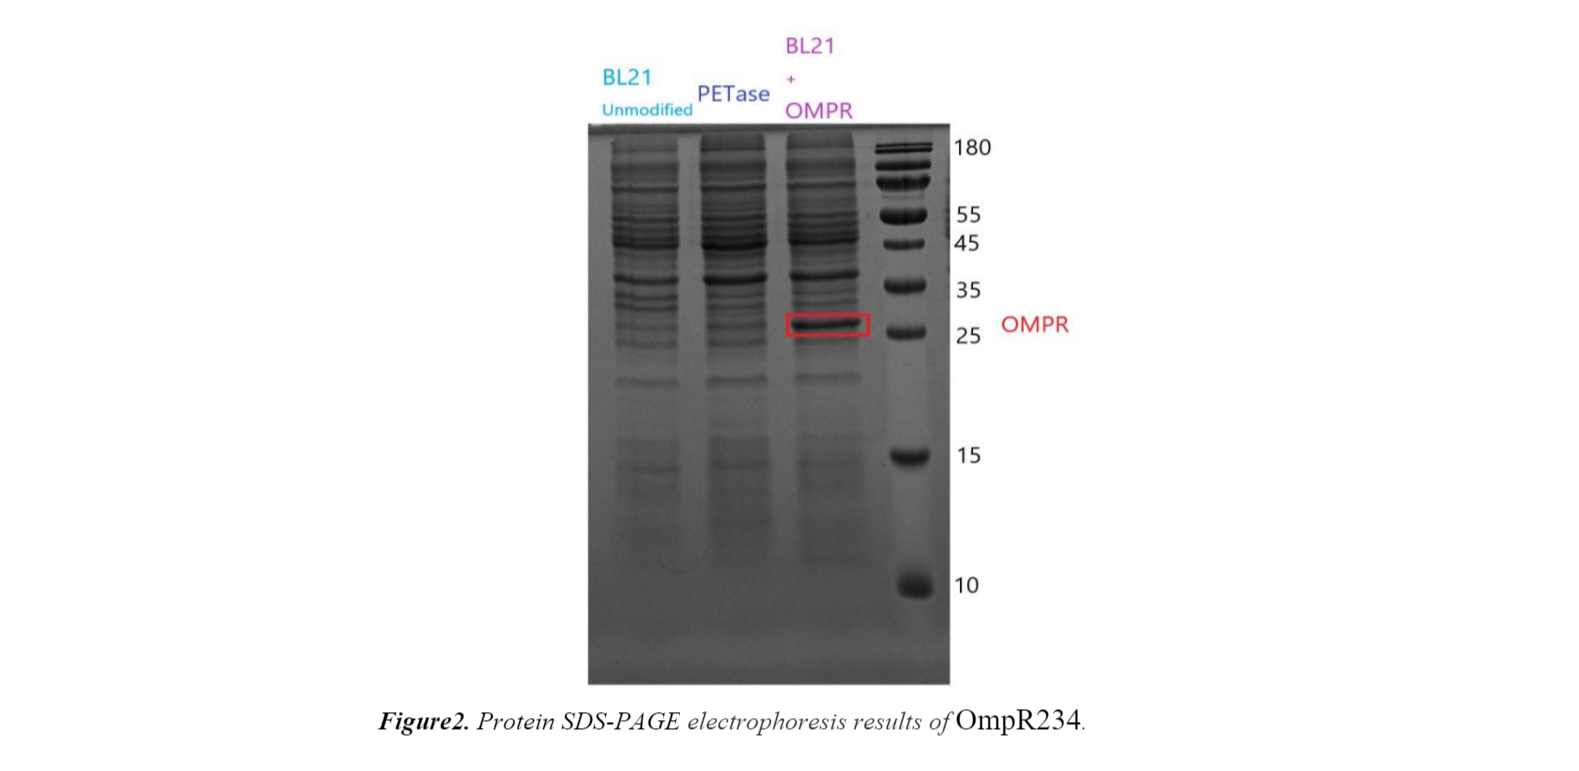 BL21
Unmodified
PETase
BL21
+
OMPR
180
55
45
35
25
OMPR
15
10
Figure2. Protein SDS-PAGE electrophoresis results of OmpR234.